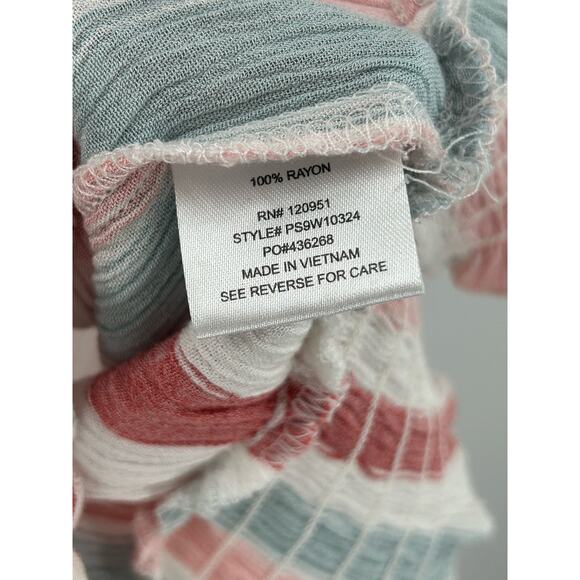 100% RAYON
RN# 120951
STYLE# PS9W10324
PO#436268
MADE IN VIETNAM
SEE REVERSE FOR CARE